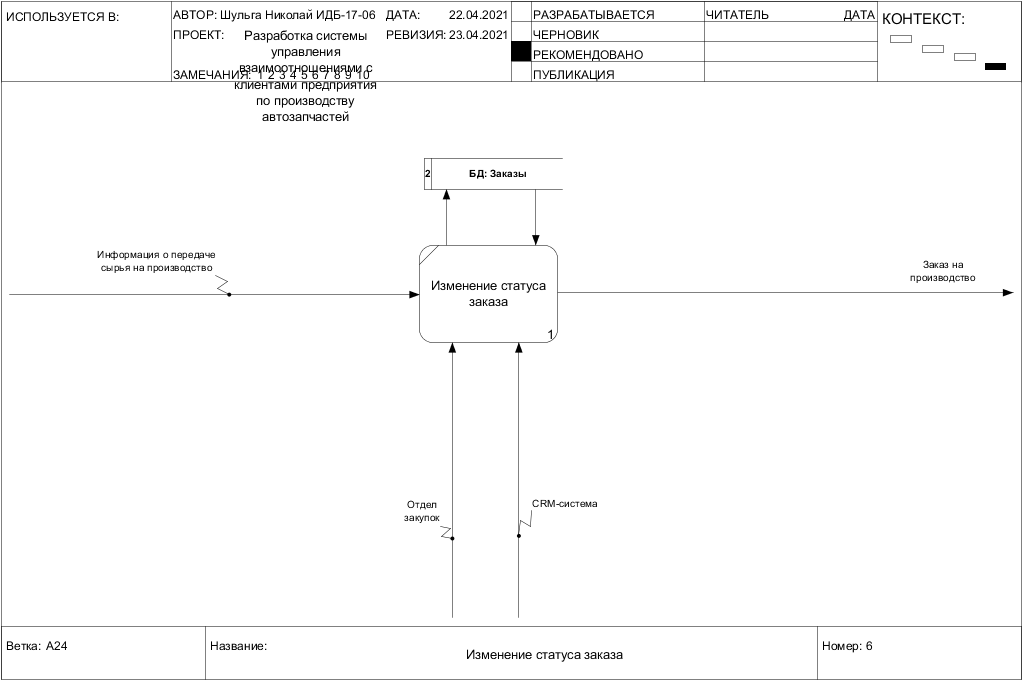 ИСПОЛЬЗУЕТСЯ В:
АВТОР: Шульга Николай ИДБ-17-06
ДАТА: 22.04.2021
ПРОЕКТ: Разработка системы
управления
взаимоотношениями с
клиентами предприятия
по производству
автозапчастей
РЕВИЗИЯ: 23.04.2021
ЗАМЕЧАНИЯ: 1 2 3 4 5 6 7 8 9 10
РАЗРАБАТЫВАЕТСЯ
ЧЕРНОВИК
РЕКОМЕНДОВАНО
ПУБЛИКАЦИЯ
ЧИТАТЕЛЬ ДАТА
КОНТЕКСТ:
2 БД: Заказы
Информация о передаче
сырья на производство
Изменение статуса
заказа
1
Заказ на
производство
Отдел
закупок
CRM-система
Ветка: A24
Название:
Изменение статуса заказа
Номер: 6